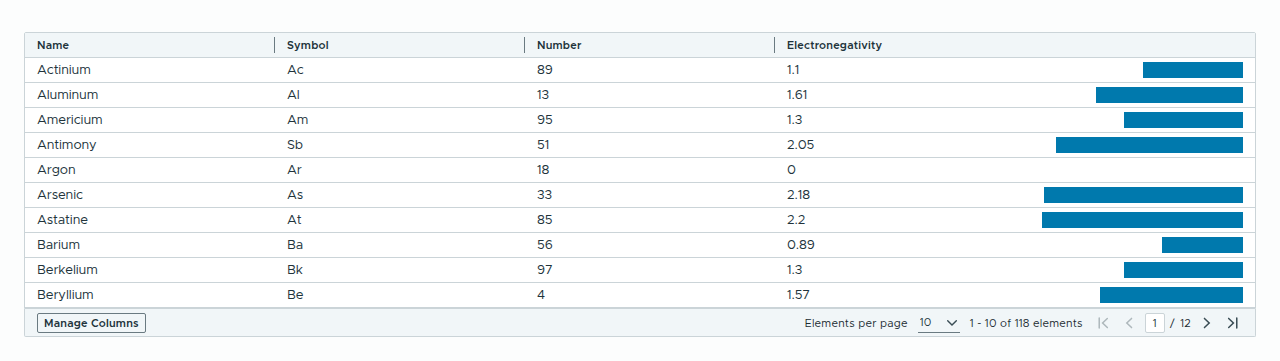 Name Symbol Number Electronegativity
Actinium Ac 89 1.1
Aluminum Al 13 1.61
Americium Am 95 1.3
Antimony Sb 51 2.05
Argon Ar 18 0
Arsenic As 33 2.18
Astatine At 85 2.2
Barium Ba 56 0.89
Berkelium Bk 97 1.3
Beryllium Be 4 1.57
Manage Columns Elements per page 10 1 - 10 of 118 elements 1 / 12